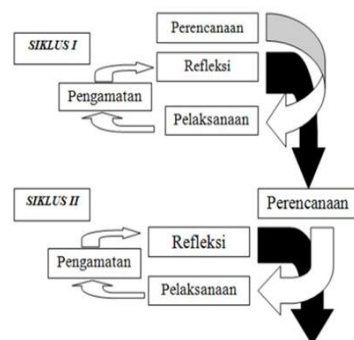 Perencanaan
SIKLUS I
Refleksi
Pengamatan
Pelaksanaan
SIKLUS II
Perencanaan
Refleksi
Pengamatan
Pelaksanaan